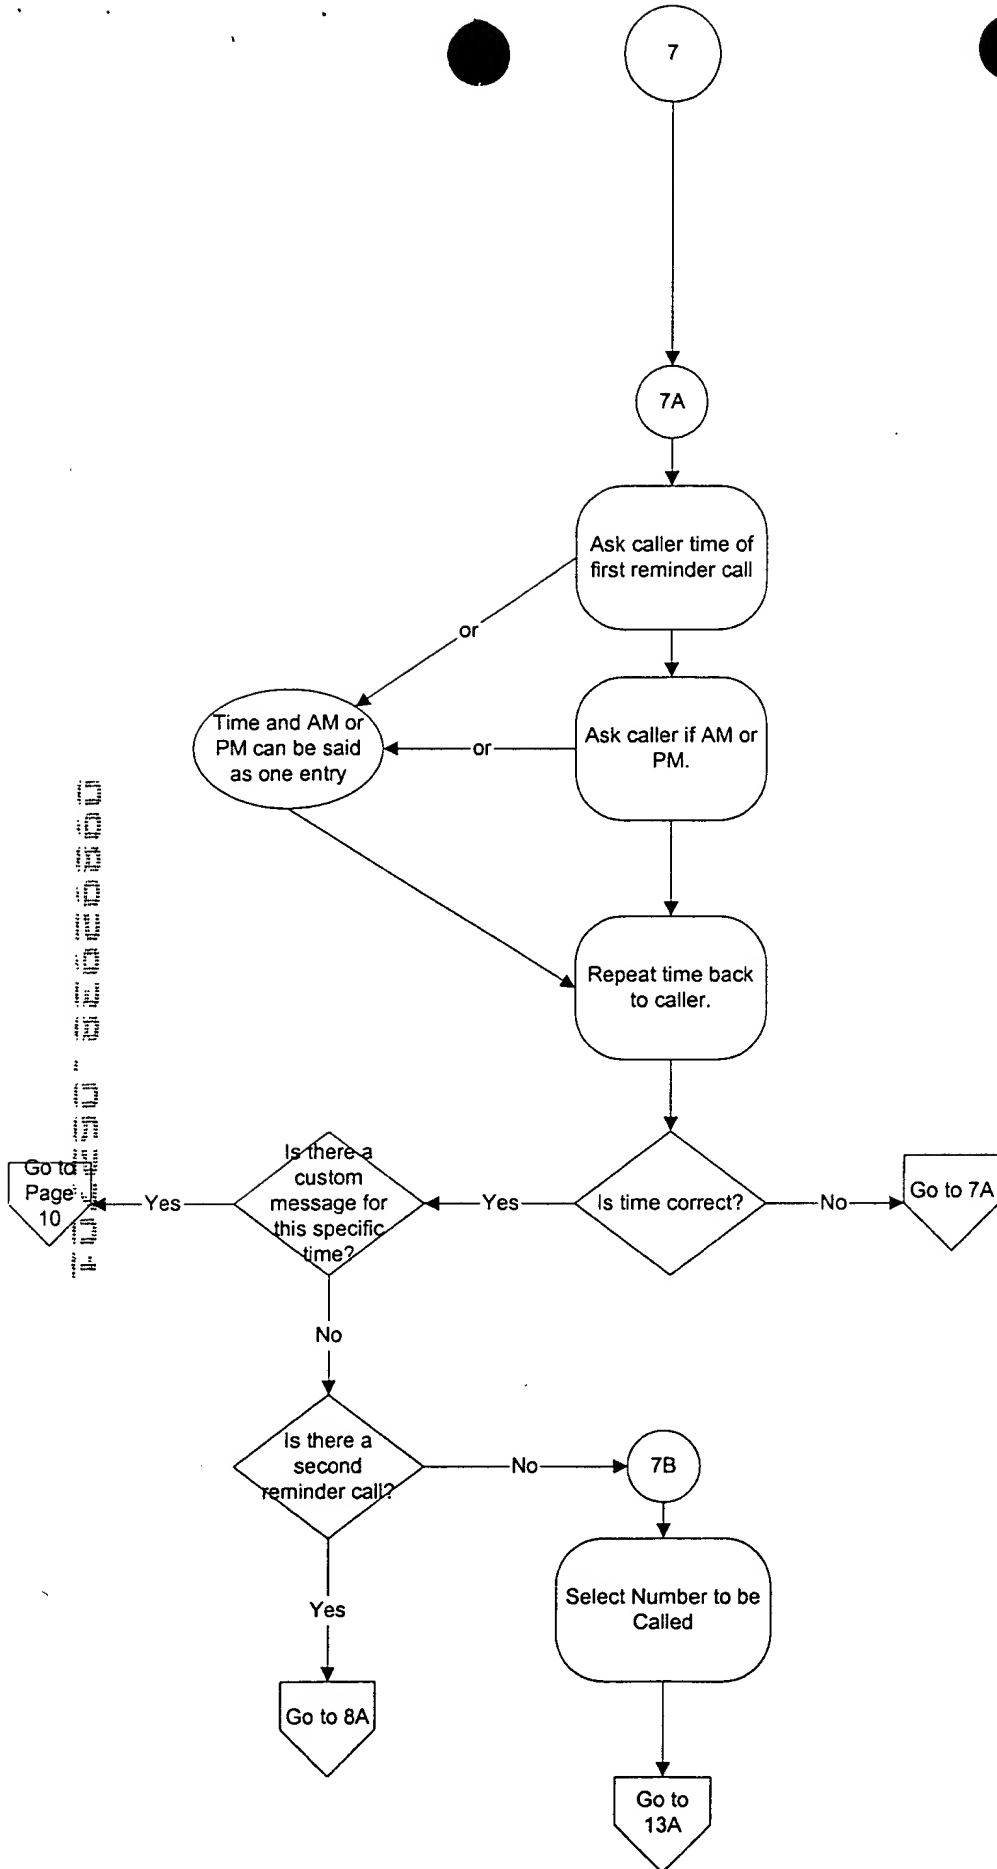 7
7A
Ask caller time of
first reminder call
or
Time and AM or
PM can be said
as one entry
or
Ask caller if AM or
PM.
Repeat time back
to caller.
Go to
Page
10
Yes
Is there a
custom
message for
this specific
time?
Yes
Is time correct?
No
Go to 7A
No
Is there a
second
reminder call?
No
7B
Yes
Select Number to be
Called
Go to 8A
Go to
13A